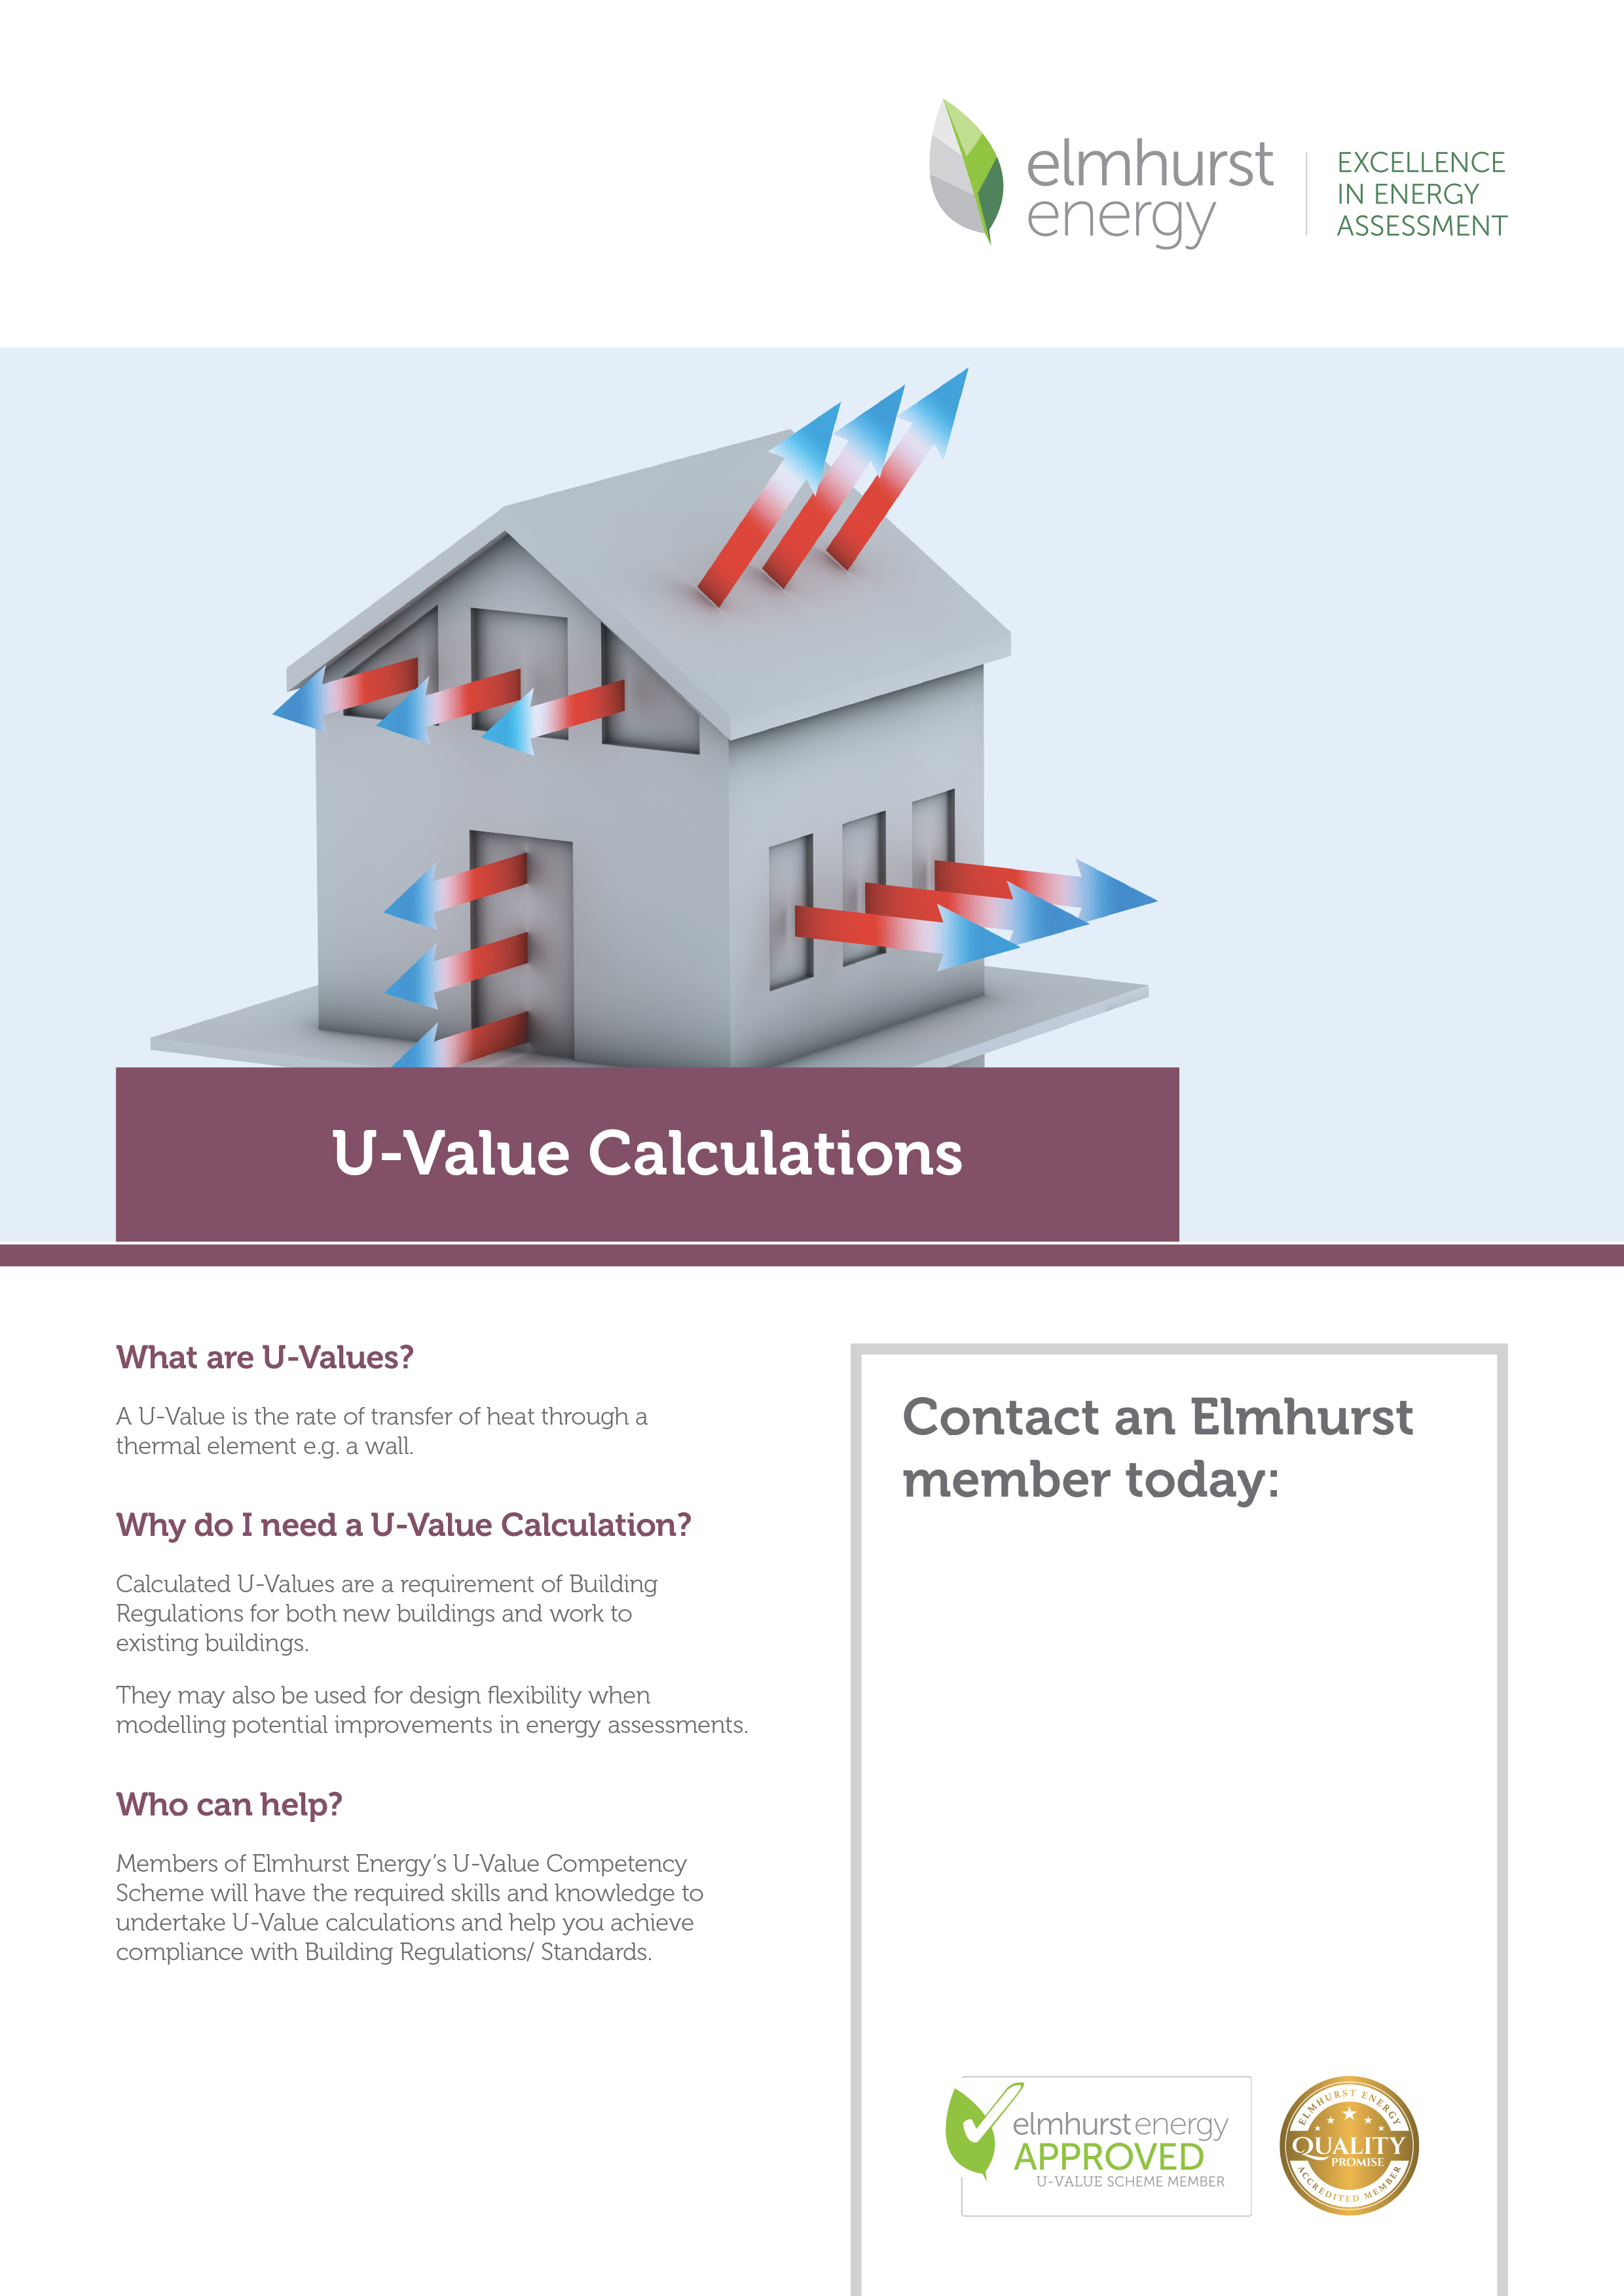 elmhurst
energy
EXCELLENCE
IN ENERGY
ASSESSMENT
U-Value Calculations
What are U-Values?
A U-Value is the rate of transfer of heat through a
thermal element e.g. a wall.
Why do I need a U-Value Calculation?
Calculated U-Values are a requirement of Building
Regulations for both new buildings and work to
existing buildings.
They may also be used for design flexibility when
modelling potential improvements in energy assessments.
Who can help?
Members of Elmhurst Energy’s U-Value Competency
Scheme will have the required skills and knowledge to
undertake U-Value calculations and help you achieve
compliance with Building Regulations/ Standards.
Contact an Elmhurst
member today:
elmhurst energy
APPROVED
U-VALUE SCHEME MEMBER
ELMHURST ENERGY
QUALITY
PROMISE
ACCREDITED MEMBER